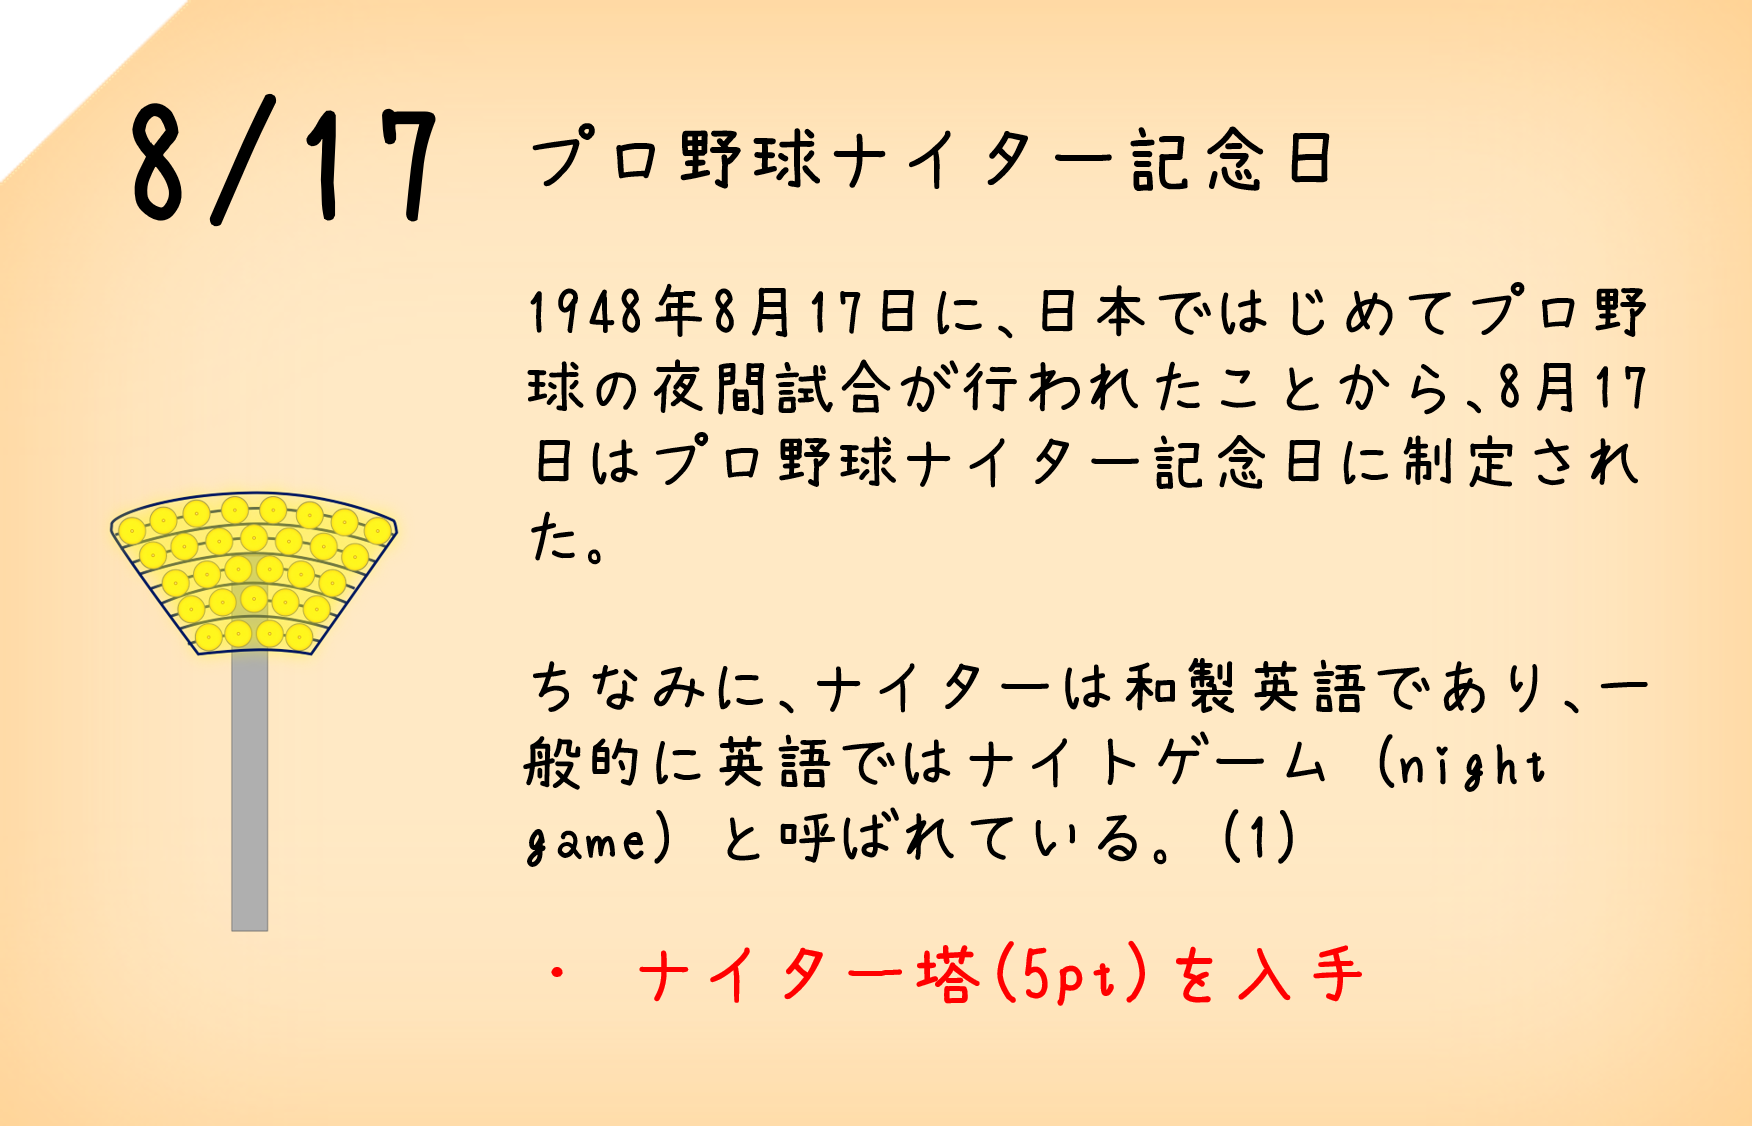 8/17 プロ野球ナイター記念日
1948年8月17日に、日本ではじめてプロ野
球の夜間試合が行われたことから、8月17
日はプロ野球ナイター記念日に制定され
た。
ちなみに、ナイターは和製英語であり、一
般的に英語ではナイトゲーム (night
game) と呼ばれている。(1)
・ ナイター塔(5pt)を入手